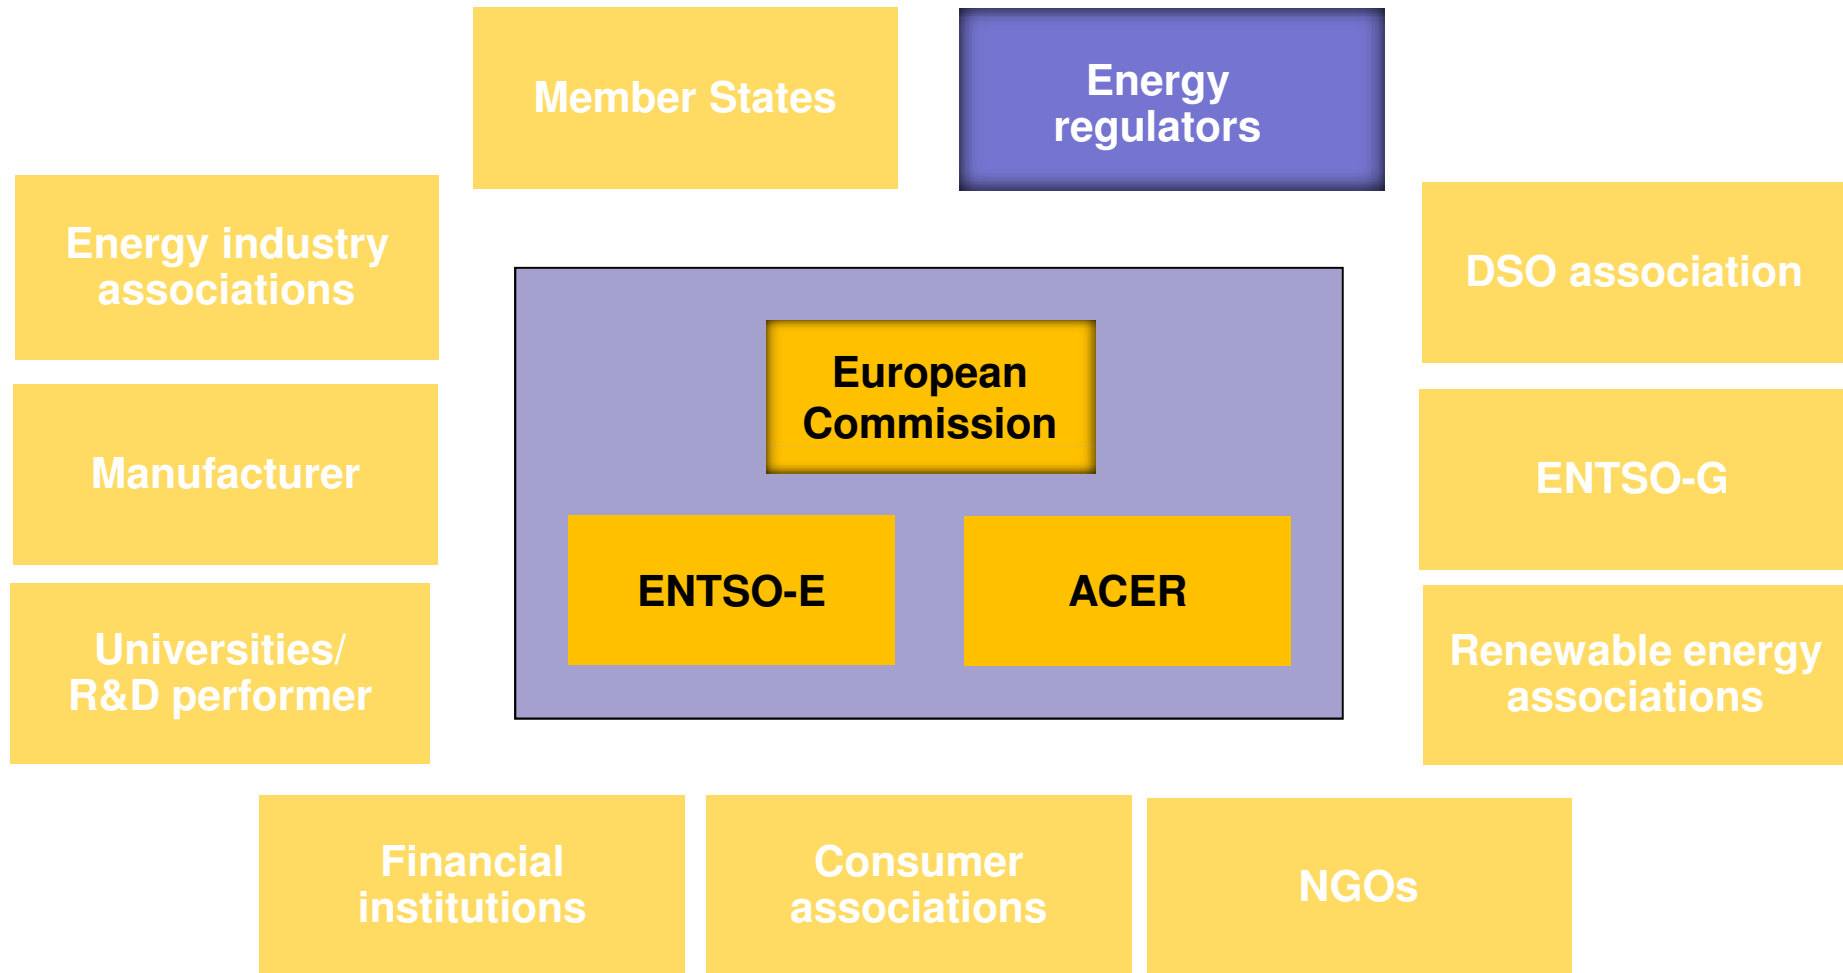 Member States
Energy
regulators
Energy industry
associations
DSO association
European
Commission
Manufacturer
ENTSO-G
ENTSO-E
ACER
Universities/
R&D performer
Renewable energy
associations
Financial
institutions
Consumer
associations
NGOs